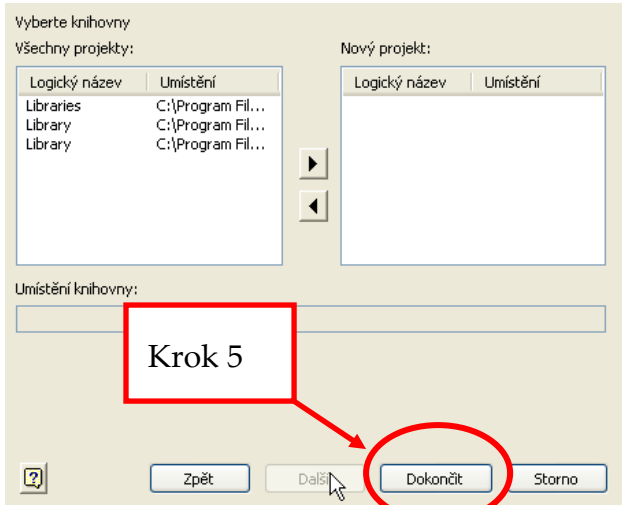 Vyberte knihovny
Všechny projekty: Nový projekt:
Logický název Umístění Logický název Umístění
Libraries C:\Program Fil...
Library C:\Program Fil...
Library C:\Program Fil...
Umístění knihovny:
Krok 5
Zpět Další Dokončit Storno